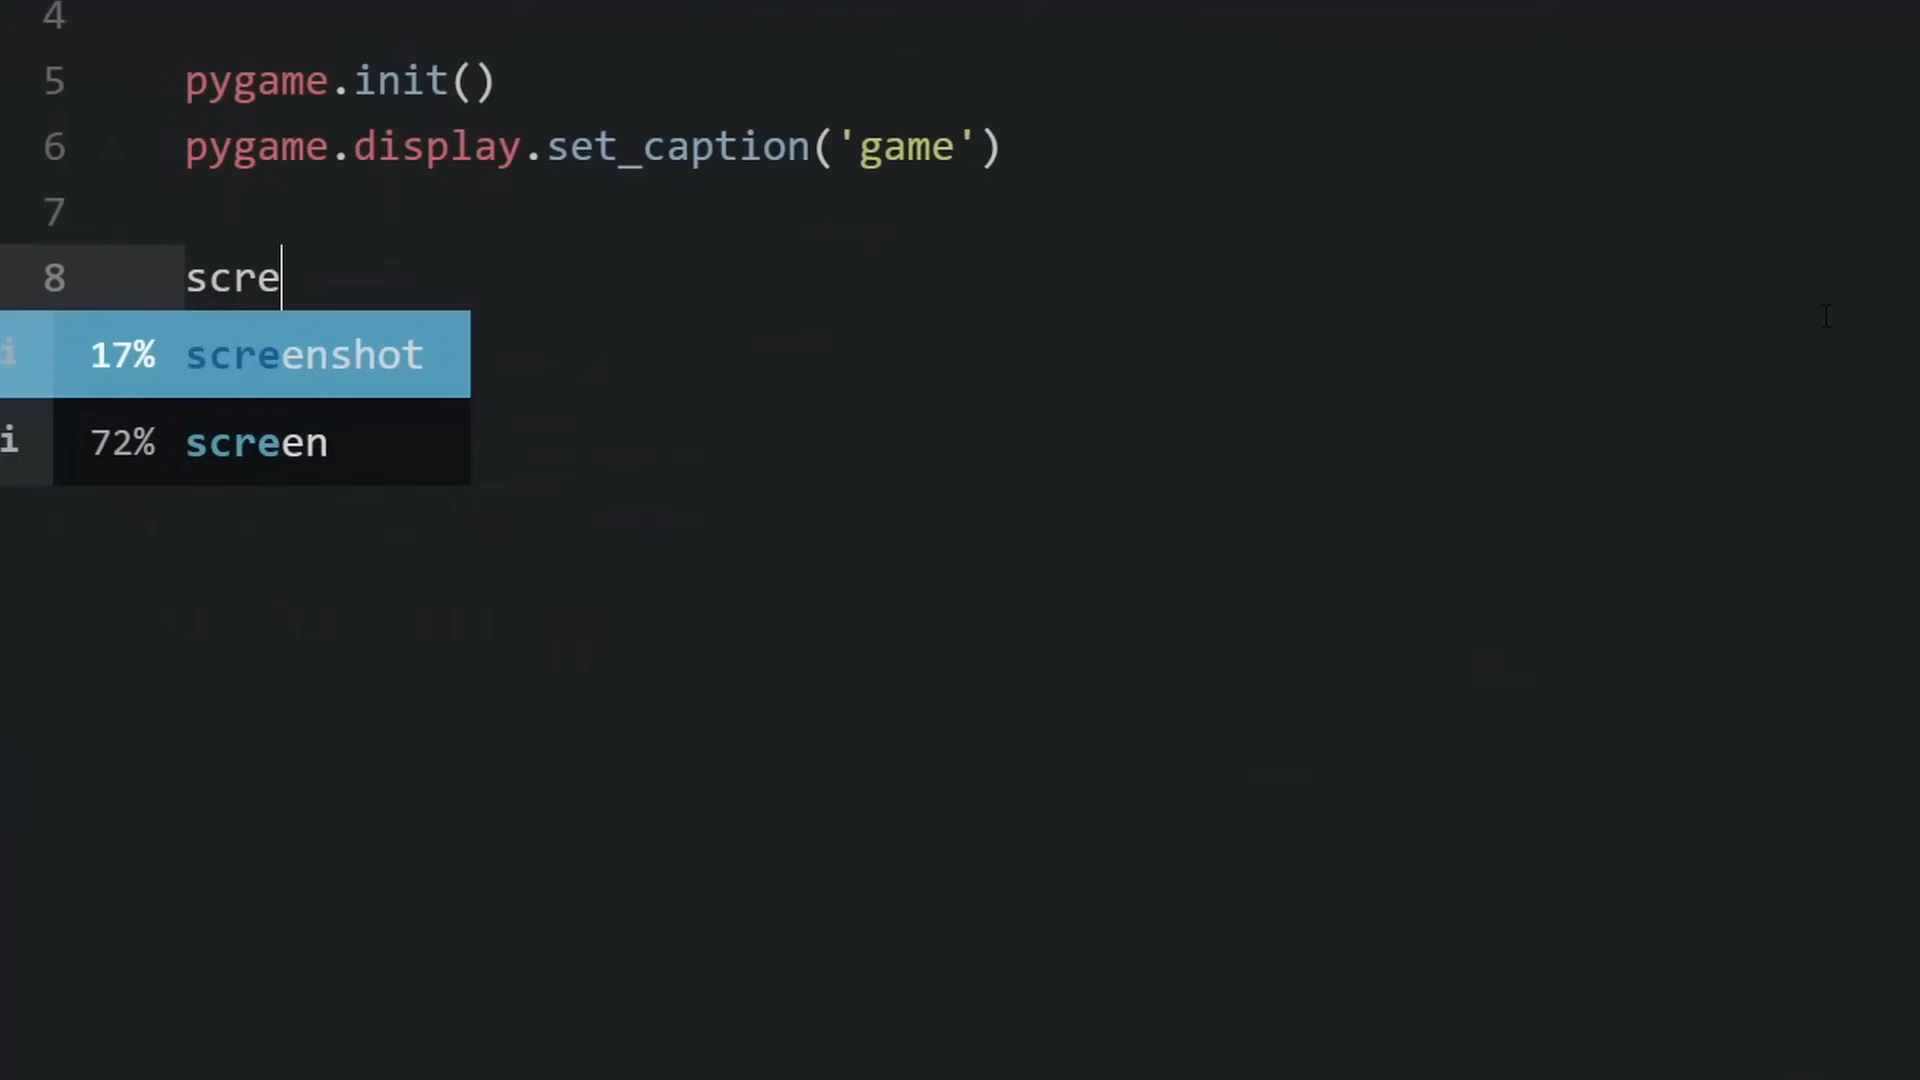 4
5 pygame.init()
6 pygame.display.set_caption('game')
7
8 scre
i 17% screenshot
i 72% screen